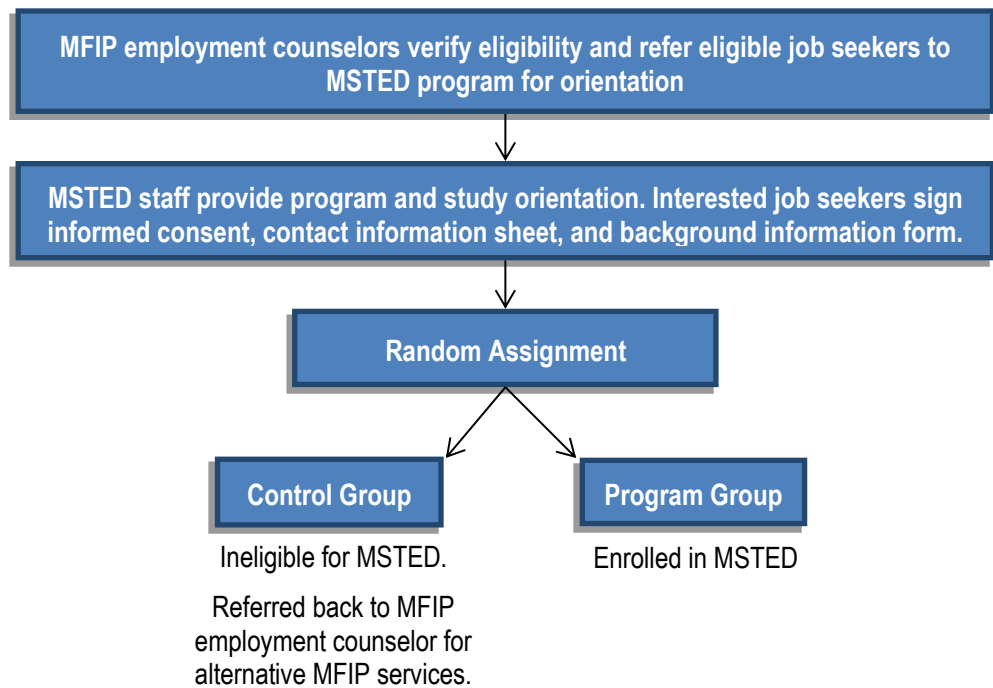 MFIP employment counselors verify eligibility and refer eligible job seekers to
MSTED program for orientation
MSTED staff provide program and study orientation. Interested job seekers sign
informed consent, contact information sheet, and background information form.
Random Assignment
Control Group
Ineligible for MSTED.
Referred back to MFIP
employment counselor for
alternative MFIP services.
Program Group
Enrolled in MSTED